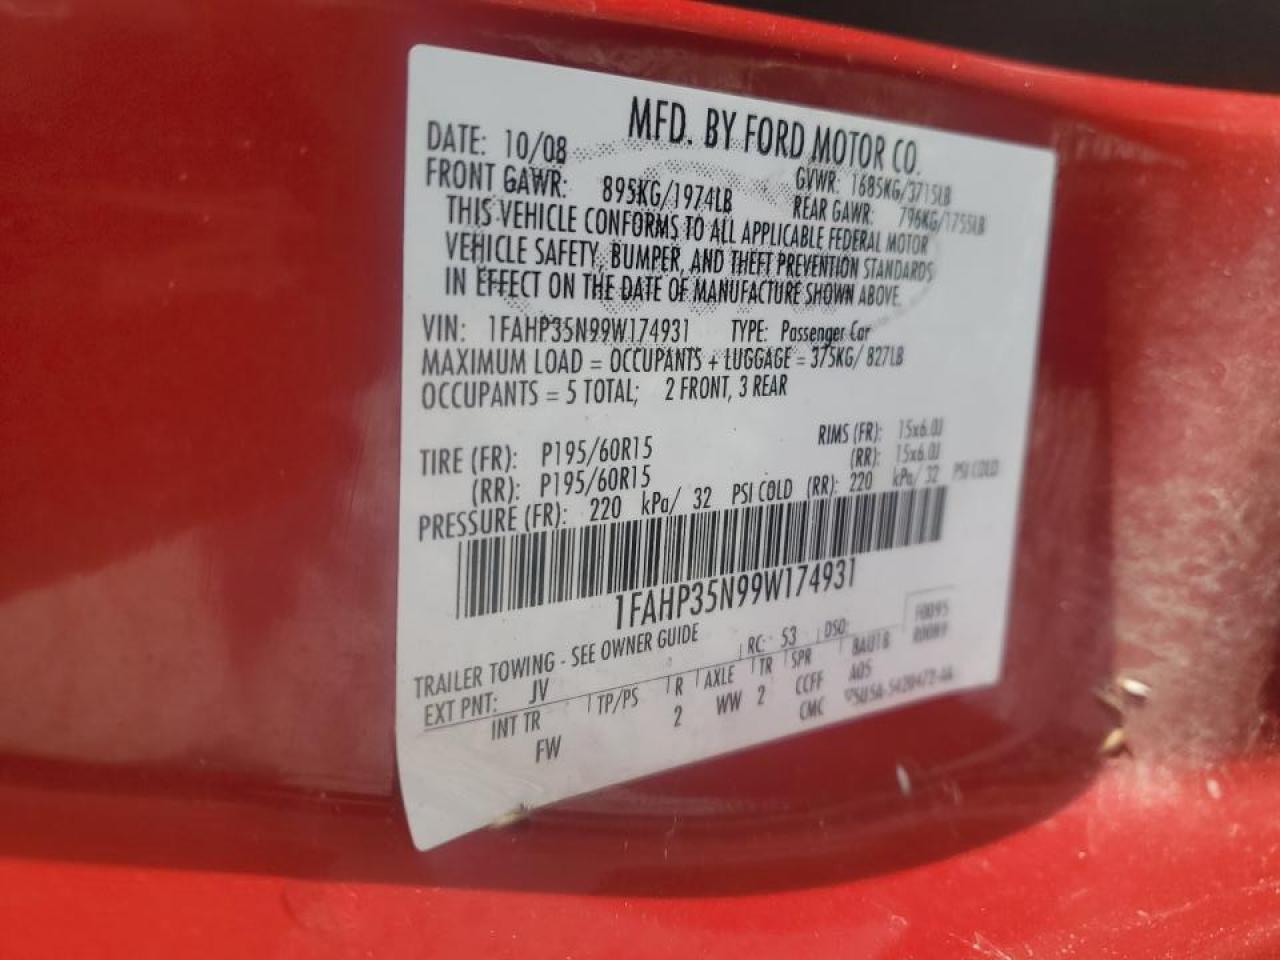 MFD. BY FORD MOTOR CO.
DATE: 10/08 GVWR: 1685KG/3715LB
FRONT GAWR: 895KG/1974LB REAR GAWR: 796KG/1755LB
THIS VEHICLE CONFORMS TO ALL APPLICABLE FEDERAL MOTOR
VEHICLE SAFETY, BUMPER, AND THEFT PREVENTION STANDARDS
IN EFFECT ON THE DATE OF MANUFACTURE SHOWN ABOVE.
VIN: 1FAHP35N99W174931 TYPE: Passenger Car
MAXIMUM LOAD = OCCUPANTS + LUGGAGE = 375KG/ 827LB
OCCUPANTS = 5 TOTAL; 2 FRONT, 3 REAR
TIRE (FR): P195/60R15 RIMS (FR): 15x6.0J
(RR): P195/60R15 (RR): 15x6.0J
PRESSURE (FR): 220 kPa/ 32 PSI COLD (RR): 220 kPa/ 32 PSI COLD
1FAHP35N99W174931
TRAILER TOWING - SEE OWNER GUIDE
EXT PNT: JV RC: 53 DSO:
INT TR TP/PS R AXLE TR SPR
FW 2 WW 2 CCFF
CMC